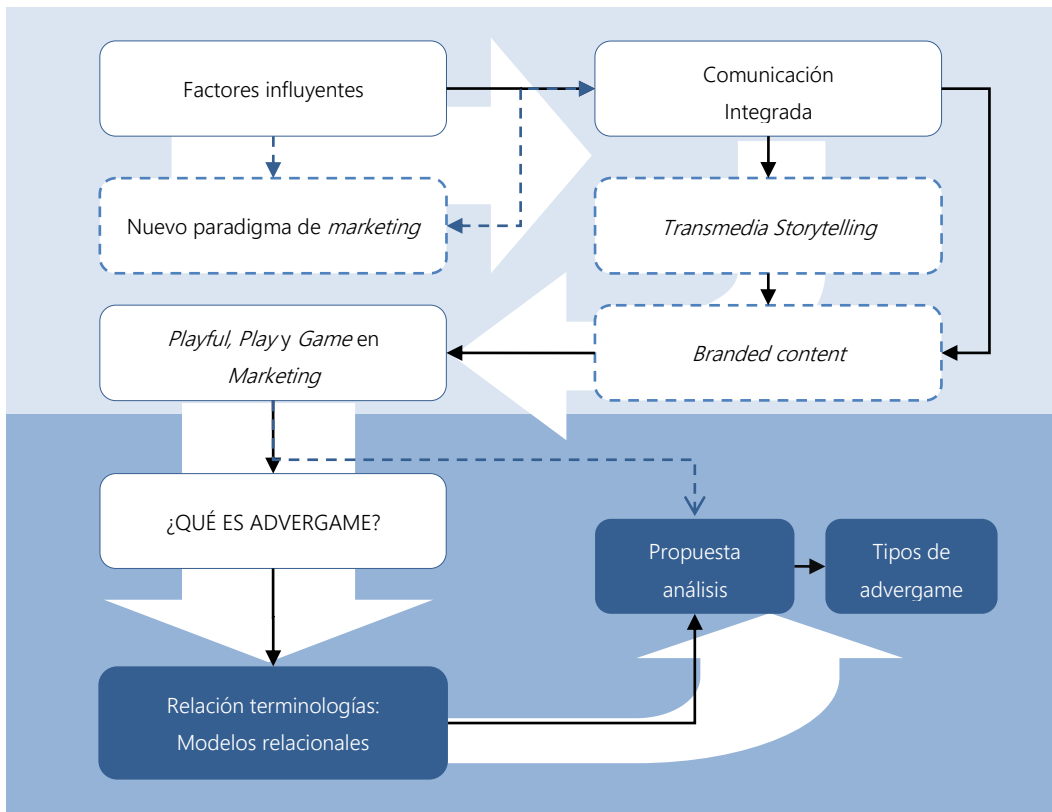 Factores influyentes
Comunicación
Integrada
Nuevo paradigma de marketing
Transmedia Storytelling
Playful, Play y Game en
Marketing
Branded content
¿QUÉ ES ADVERGAME?
Propuesta
análisis
Tipos de
advergame
Relación terminologías:
Modelos relacionales